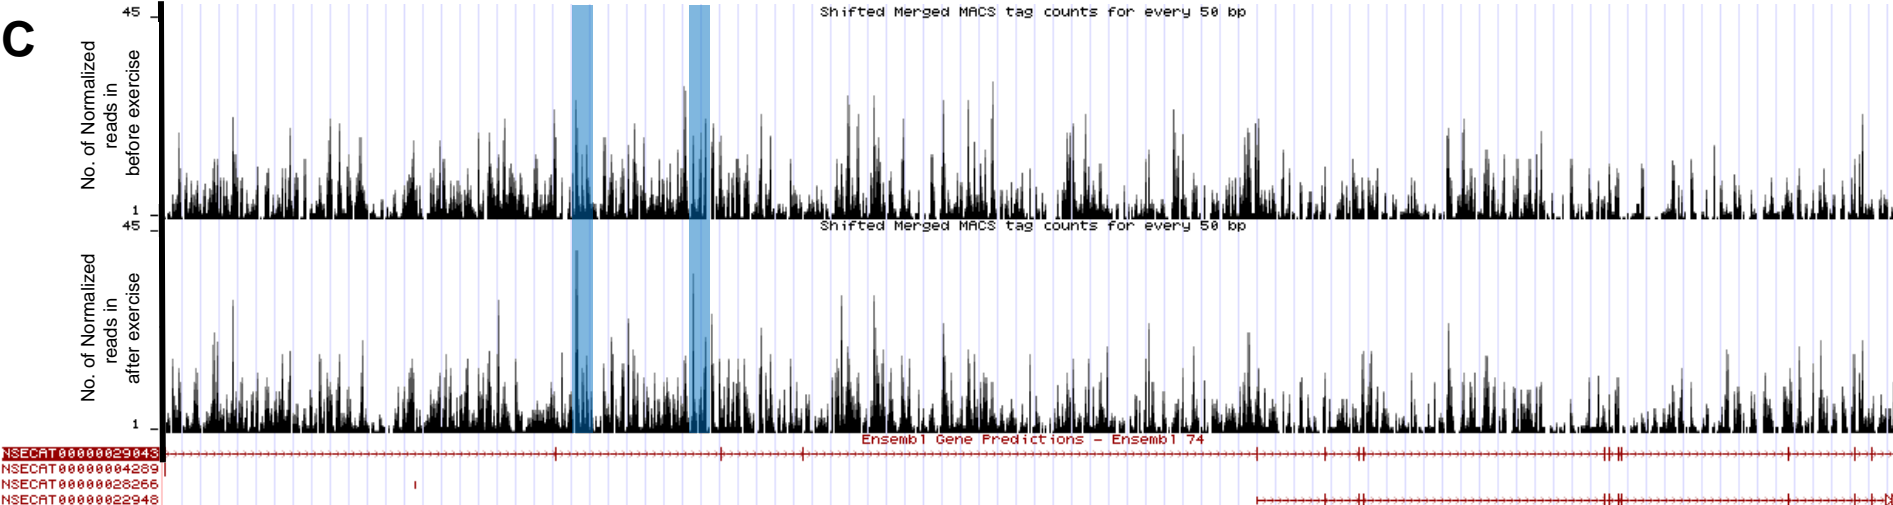 C
45
Shifted Merged MACS tag counts for every 50 bp
No. of Normalized
reads in
before exercise
1
45
Shifted Merged MACS tag counts for every 50 bp
No. of Normalized
reads in
after exercise
1
Ensembl Gene Predictions - Ensembl 74
NSECAT00000029043
NSECAT00000004289
NSECAT00000028266
NSECAT00000022948